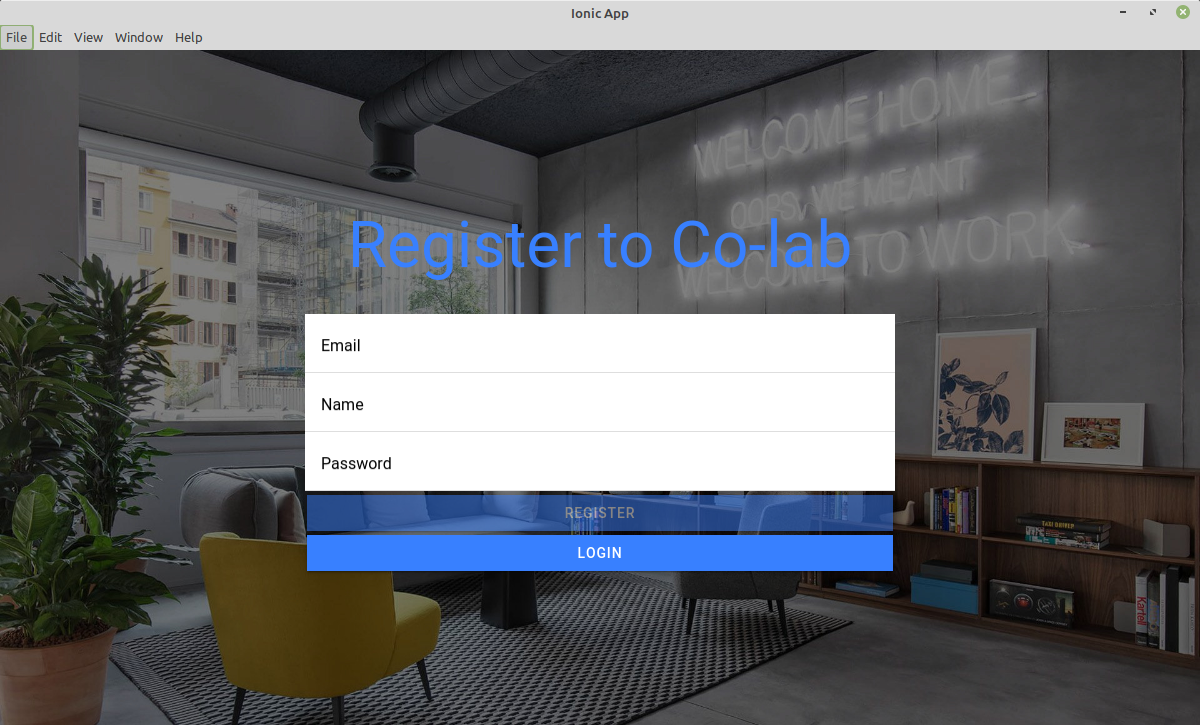 Ionic App
File Edit View Window Help
WELCOME HOME
OOPS, WE MEANT
WELCOME TO WORK
Register to Co-lab
Email
Name
Password
REGISTER
LOGIN
Kartell